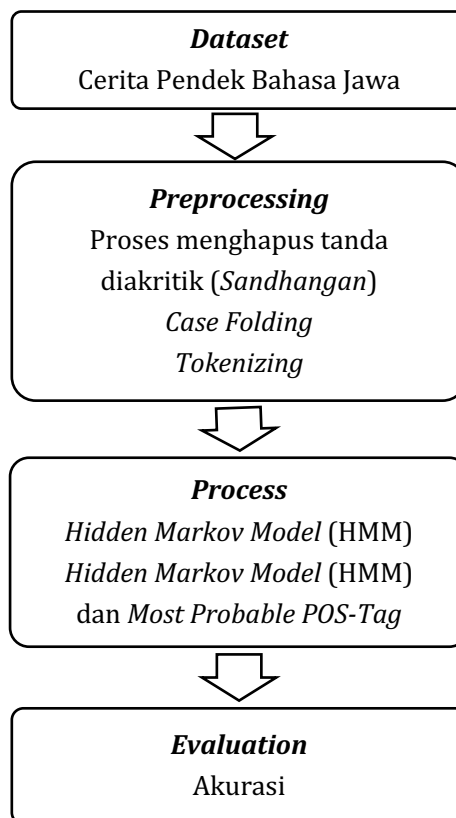 Dataset
Cerita Pendek Bahasa Jawa
Preprocessing
Proses menghapus tanda
diakritik (Sandhangan)
Case Folding
Tokenizing
Process
Hidden Markov Model (HMM)
Hidden Markov Model (HMM)
dan Most Probable POS-Tag
Evaluation
Akurasi